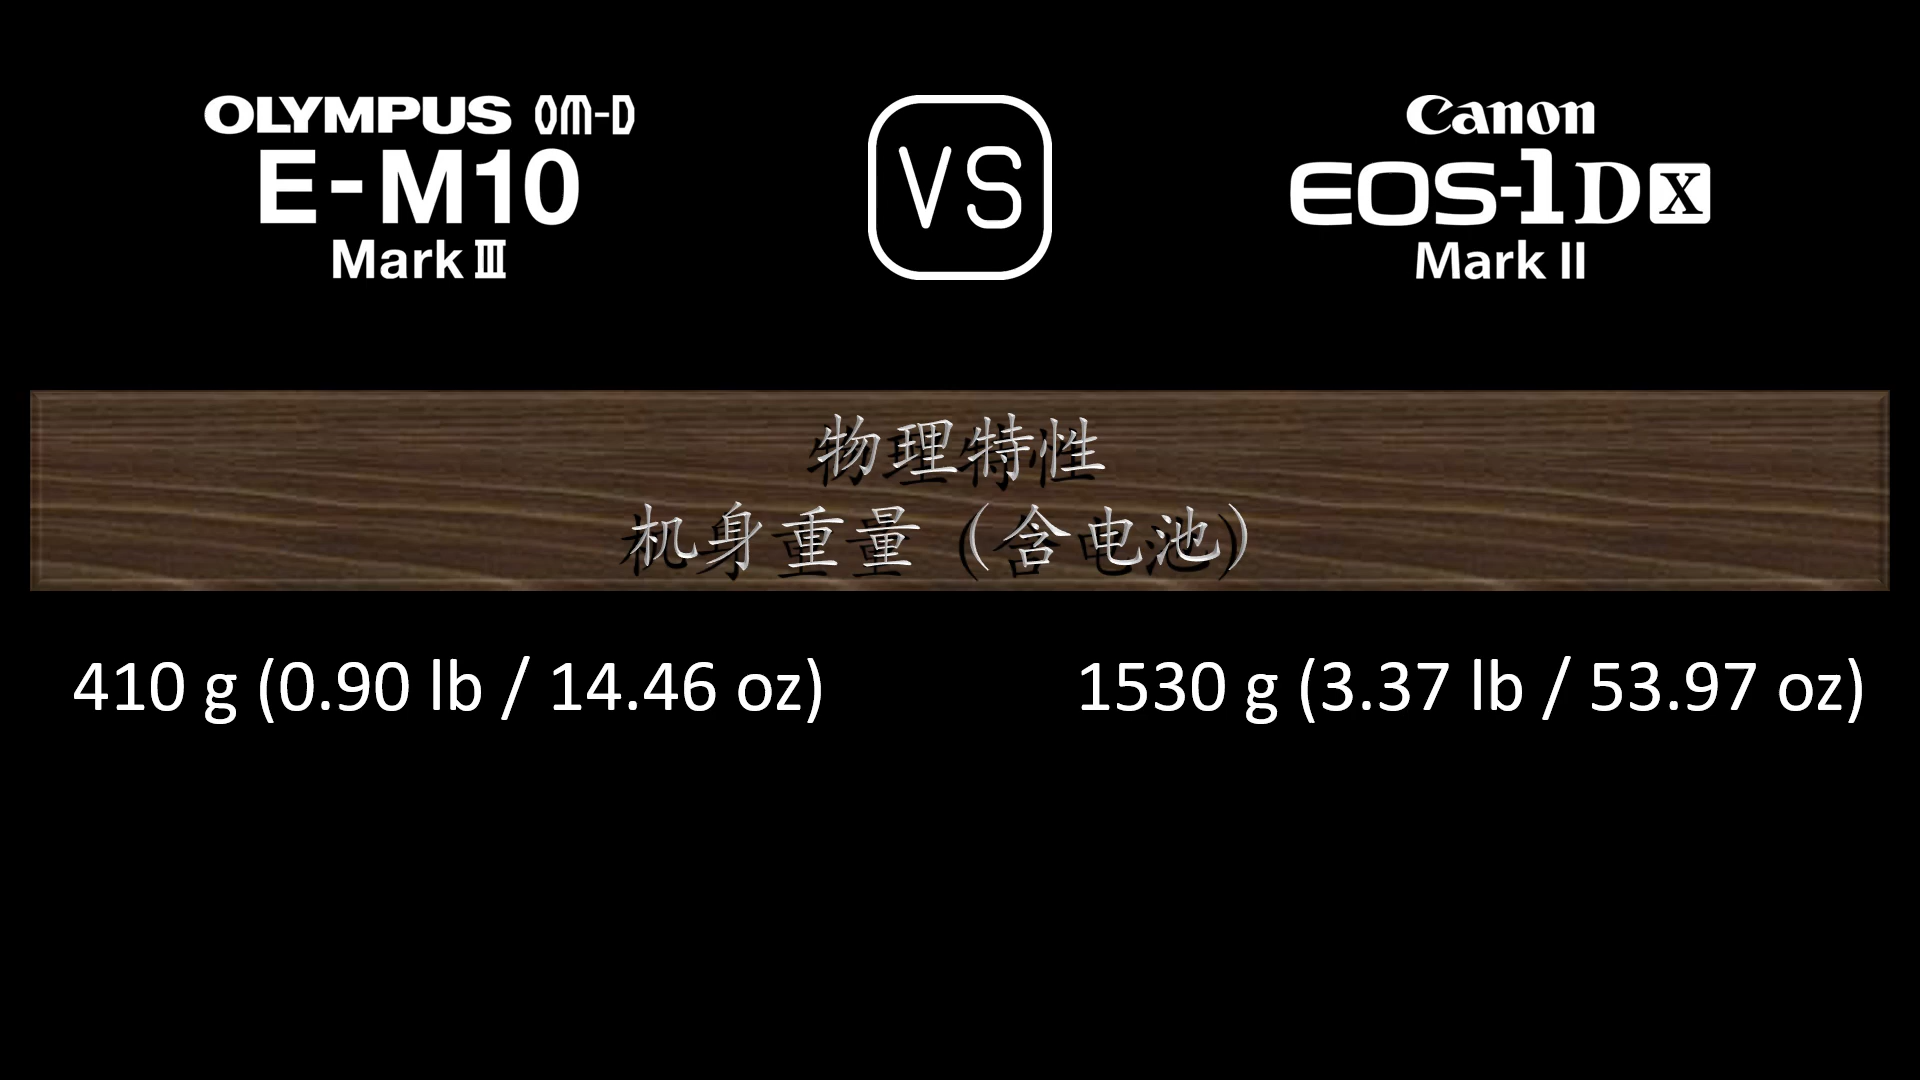 OLYMPUS OM-D
E-M10
Mark III
VS
Canon
EOS-1DX
Mark II
物理特性
机身重量（含电池）
410 g (0.90 lb / 14.46 oz)
1530 g (3.37 lb / 53.97 oz)